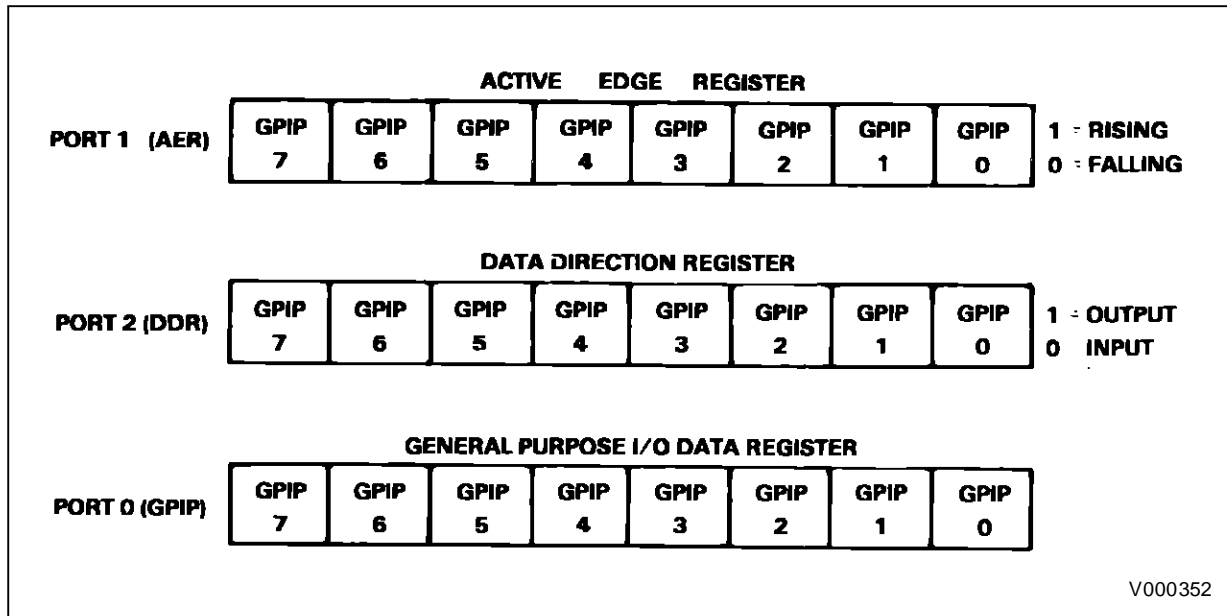 ACTIVE EDGE REGISTER
PORT 1 (AER) GPIP GPIP GPIP GPIP GPIP GPIP GPIP GPIP 1 = RISING
7 6 5 4 3 2 1 0 0 = FALLING
DATA DIRECTION REGISTER
PORT 2 (DDR) GPIP GPIP GPIP GPIP GPIP GPIP GPIP GPIP 1 = OUTPUT
7 6 5 4 3 2 1 0 0 INPUT
GENERAL PURPOSE I/O DATA REGISTER
PORT 0 (GPIP) GPIP GPIP GPIP GPIP GPIP GPIP GPIP GPIP
7 6 5 4 3 2 1 0
V000352